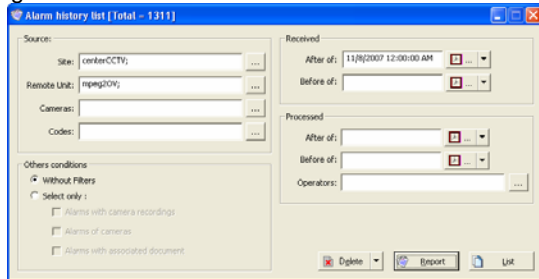 Alarm history list [Total - 1311]
Source:
Site: centerCCTV; ...
Remote Unit: mpeg2OV; ...
Cameras: ...
Codes: ...
Others conditions
Without Filters
Select only :
Alarms with camera recordings
Alarms of cameras
Alarms with associated document
Received
After of: 11/8/2007 12:00:00 AM ...
Before of: ...
Processed
After of: ...
Before of: ...
Operators: ...
Delete Report List